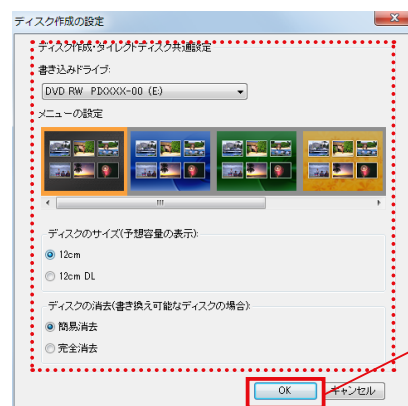 ディスク作成の設定
ディスク作成・ダイレクトディスク共通設定
書き込みドライブ:
DVD RW PDXXXX-00 (E:)
メニューの設定
ディスクのサイズ(予想容量の表示):
12cm
12cm DL
ディスクの消去(書き換え可能なディスクの場合):
簡易消去
完全消去
OK キャンセル